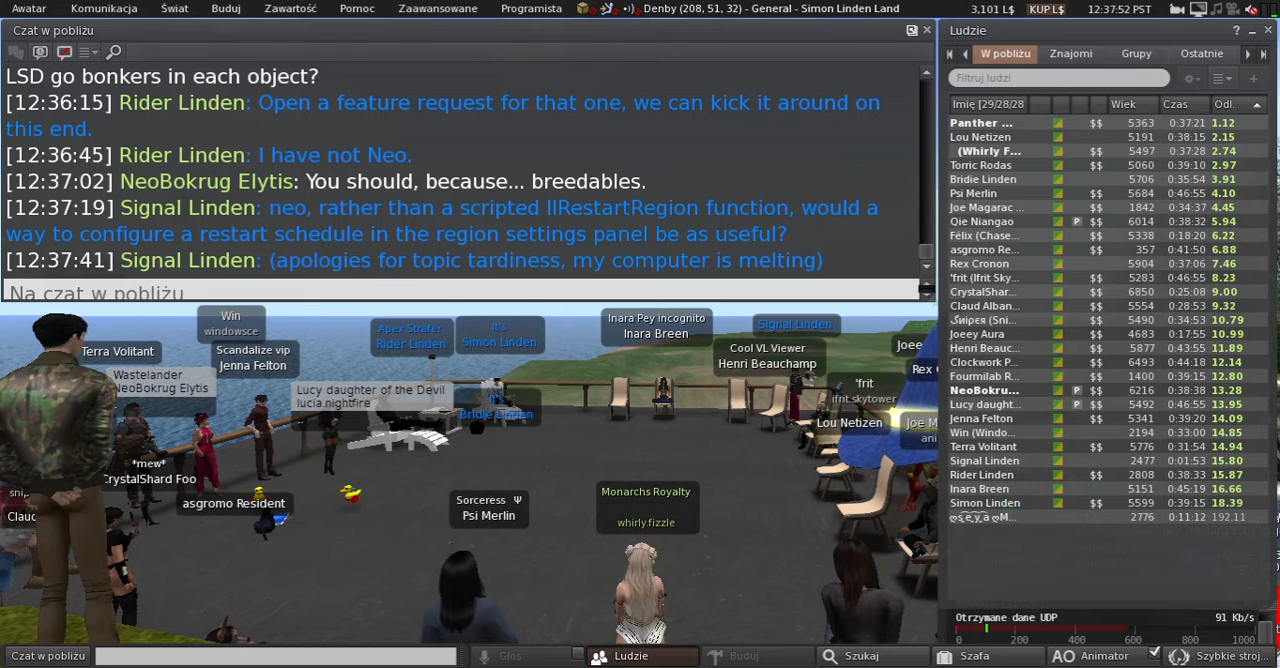 Awatar Komunikacja Świat Buduj Zawartość Pomoc Zaawansowane Programista Denby (208, 51, 32) - General - Simon Linden Land 3,101 L$ KUP L$ 12:37:52 PST
Czat w pobliżu
LSD go bonkers in each object?
[12:36:15] Rider Linden: Open a feature request for that one, we can kick it around on
this end.
[12:36:45] Rider Linden: I have not Neo.
[12:37:02] NeoBokrug Elytis: You should, because... breedables.
[12:37:19] Signal Linden: neo, rather than a scripted llRestartRegion function, would a
way to configure a restart schedule in the region settings panel be as useful?
[12:37:41] Signal Linden: (apologies for topic tardiness, my computer is melting)
Na czat w pobliżu
Win
windowsce
Terra Volitant
Scandalize vip
Jenna Felton
Apex Strafer
Rider Linden
It's
Simon Linden
Inara Pey incognito
Inara Breen
Signal Linden
Cool VL Viewer
Henri Beauchamp
Joee
Rex
Wastelander
NeoBokrug Elytis
Lucy daughter of the Devil
lucia nightfire
It's
Bridie Linden
'frit
ifrit skytower
Lou Netizen
Joe M
ani
*mew*
CrystalShard Foo
snip
Clauc
asgromo Resident
Sorceress Ψ
Psi Merlin
Monarchs Royalty
whirly.fizzle
Ludzie
W pobliżu Znajomi Grupy Ostatnie
Filtruj ludzi
Imię [29/28/28 Wiek Czas Odl.
Panther ... $$ 5363 0:37:21 1.12
Lou Netizen 5191 0:38:15 2.15
(Whirly F... $$ 5497 0:37:28 2.74
Torric Rodas $$ 5060 0:39:10 2.97
Bridie Linden 5706 0:35:54 3.91
Psi Merlin $$ 5684 0:46:55 4.10
Joe Magarac ... $$ 1842 0:34:37 4.45
Qie Niangao P $$ 6014 0:38:32 5.94
Félix (Chase... $$ 5338 0:18:20 6.22
asgromo Re... $$ 357 0:41:50 6.88
Rex Cronon 5904 0:37:06 7.46
'frit (Ifrit Sky... $$ 5283 0:46:55 8.23
CrystalShar... $$ 6850 0:25:08 9.00
Claud Alban... $$ 5554 0:28:53 9.32
(Sni... $$ 5490 0:34:53 10.79
Joeey Aura $$ 4683 0:17:55 10.99
Henri Beauc... $$ 5877 0:43:55 11.89
Clockwork P... $$ 6493 0:44:18 12.14
Fourmilab R... $$ 1400 0:39:15 12.80
NeoBokru... P $$ 6216 0:38:38 13.28
Lucy daught... P $$ 5492 0:46:55 13.95
Jenna Felton $$ 5341 0:39:20 14.09
Win (Windo... 2194 0:33:00 14.85
Terra Volitant $$ 5776 0:31:54 14.94
Signal Linden 2477 0:01:53 15.80
Rider Linden $$ 2808 0:38:33 15.87
Inara Breen 5151 0:45:19 16.66
Simon Linden $$ 5599 0:39:15 18.39
2776 0:11:12 192.11
Otrzymane dane UDP 91 Kb/s
0 200 400 600 800 1000
Czat w pobliżu Głos Ludzie Buduj Szukaj Szafa AO Animator Szybkie stroj...